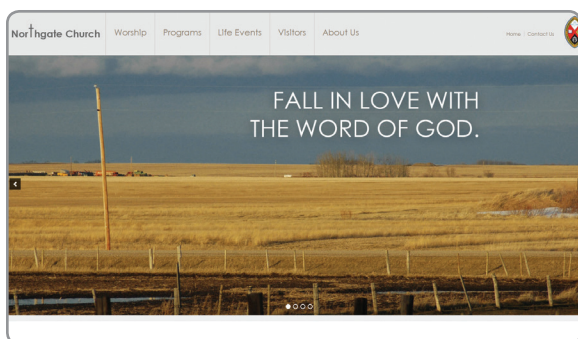 Northgate Church
Worship
Programs
Life Events
Visitors
About Us
Home
Contact Us
FALL IN LOVE WITH
THE WORD OF GOD.